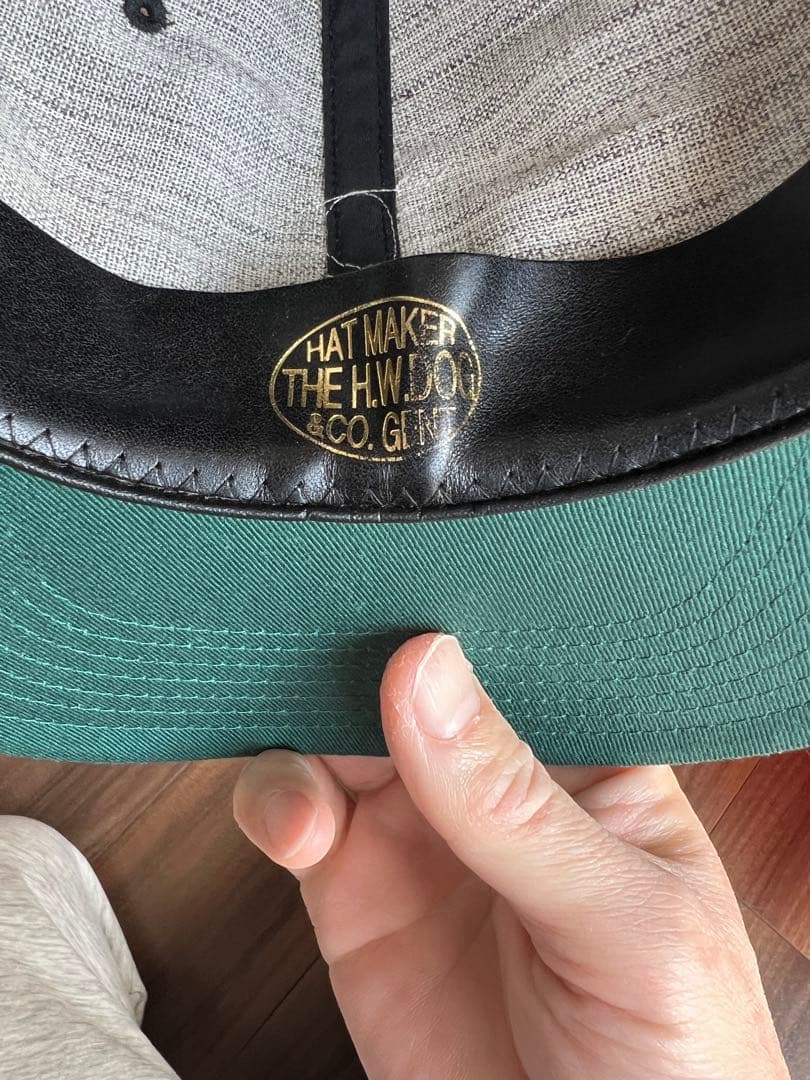 HAT MAKER
THE H.W.DOG
&CO. GENT